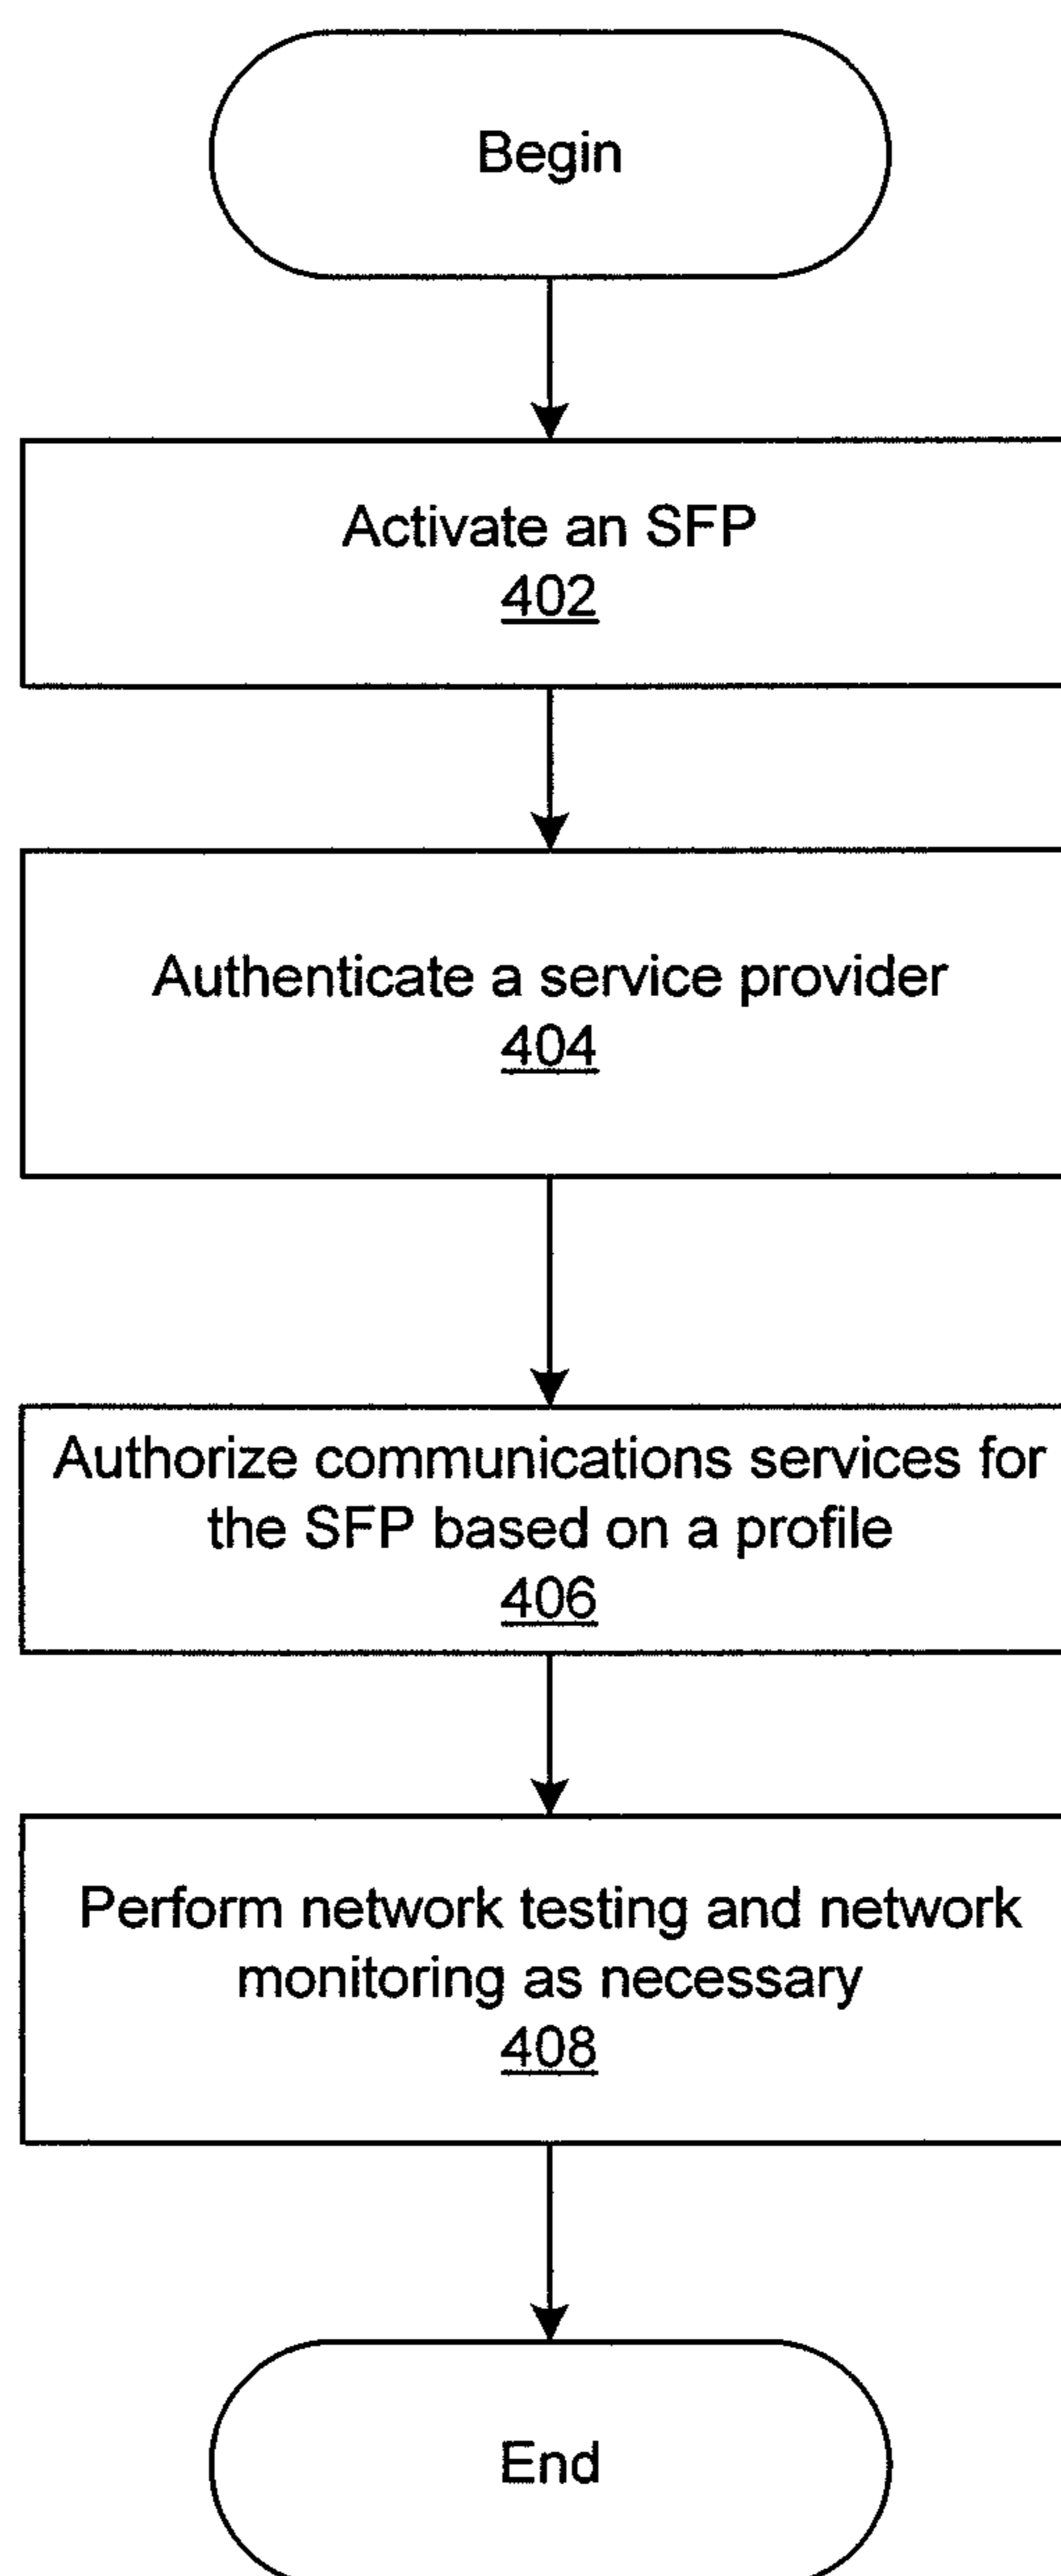 Begin
Activate an SFP
402
Authenticate a service provider
404
Authorize communications services for
the SFP based on a profile
406
Perform network testing and network
monitoring as necessary
408
End